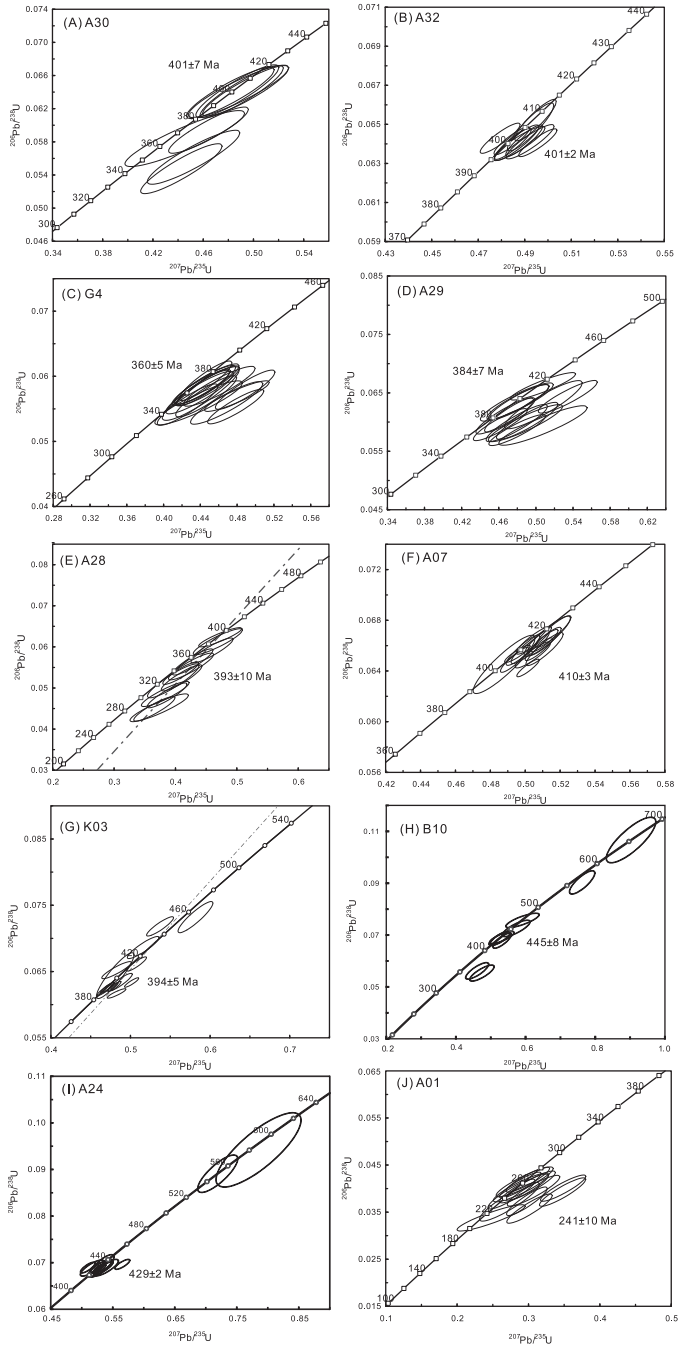 (A) A30
0.074
0.070
0.066
0.062
0.058
0.054
0.050
0.046
²⁰⁶Pb/²³⁸U
440
420
400
401±7 Ma
380
360
340
320
300
0.34 0.38 0.42 0.46 0.50 0.54
²⁰⁷Pb/²³⁵U
(B) A32
0.071
0.069
0.067
0.065
0.063
0.061
0.059
²⁰⁶Pb/²³⁸U
440
430
420
410
400
401±2 Ma
390
380
370
0.43 0.45 0.47 0.49 0.51 0.53 0.55
²⁰⁷Pb/²³⁵U
(C) G4
0.07
0.06
0.05
0.04
²⁰⁶Pb/²³⁸U
460
420
380
360±5 Ma
340
300
260
0.28 0.32 0.36 0.40 0.44 0.48 0.52 0.56
²⁰⁷Pb/²³⁵U
(D) A29
0.085
0.075
0.065
0.055
0.045
²⁰⁶Pb/²³⁸U
500
460
420
384±7 Ma
380
340
300
0.34 0.38 0.42 0.46 0.50 0.54 0.58 0.62
²⁰⁷Pb/²³⁵U
(E) A28
0.08
0.07
0.06
0.05
0.04
0.03
²⁰⁶Pb/²³⁸U
480
440
400
360
393±10 Ma
320
280
240
200
0.2 0.3 0.4 0.5 0.6
²⁰⁷Pb/²³⁵U
(F) A07
0.072
0.068
0.064
0.060
0.056
²⁰⁶Pb/²³⁸U
440
420
400
410±3 Ma
380
360
0.42 0.44 0.46 0.48 0.50 0.52 0.54 0.56 0.58
²⁰⁷Pb/²³⁵U
(G) K03
0.085
0.075
0.065
0.055
²⁰⁶Pb/²³⁸U
540
500
460
420
394±5 Ma
380
0.4 0.5 0.6 0.7
²⁰⁷Pb/²³⁵U
(H) B10
0.11
0.09
0.07
0.05
0.03
²⁰⁶Pb/²³⁸U
700
600
500
400
445±8 Ma
300
0.2 0.4 0.6 0.8 1.0
²⁰⁷Pb/²³⁵U
(I) A24
0.11
0.10
0.09
0.08
0.07
0.06
²⁰⁶Pb/²³⁸U
640
520
480
440
429±2 Ma
400
0.45 0.55 0.65 0.75 0.85
²⁰⁷Pb/²³⁵U
(J) A01
0.065
0.055
0.045
0.035
0.025
0.015
²⁰⁶Pb/²³⁸U
380
340
300
220
241±10 Ma
180
140
100
0.1 0.2 0.3 0.4 0.5
²⁰⁷Pb/²³⁵U